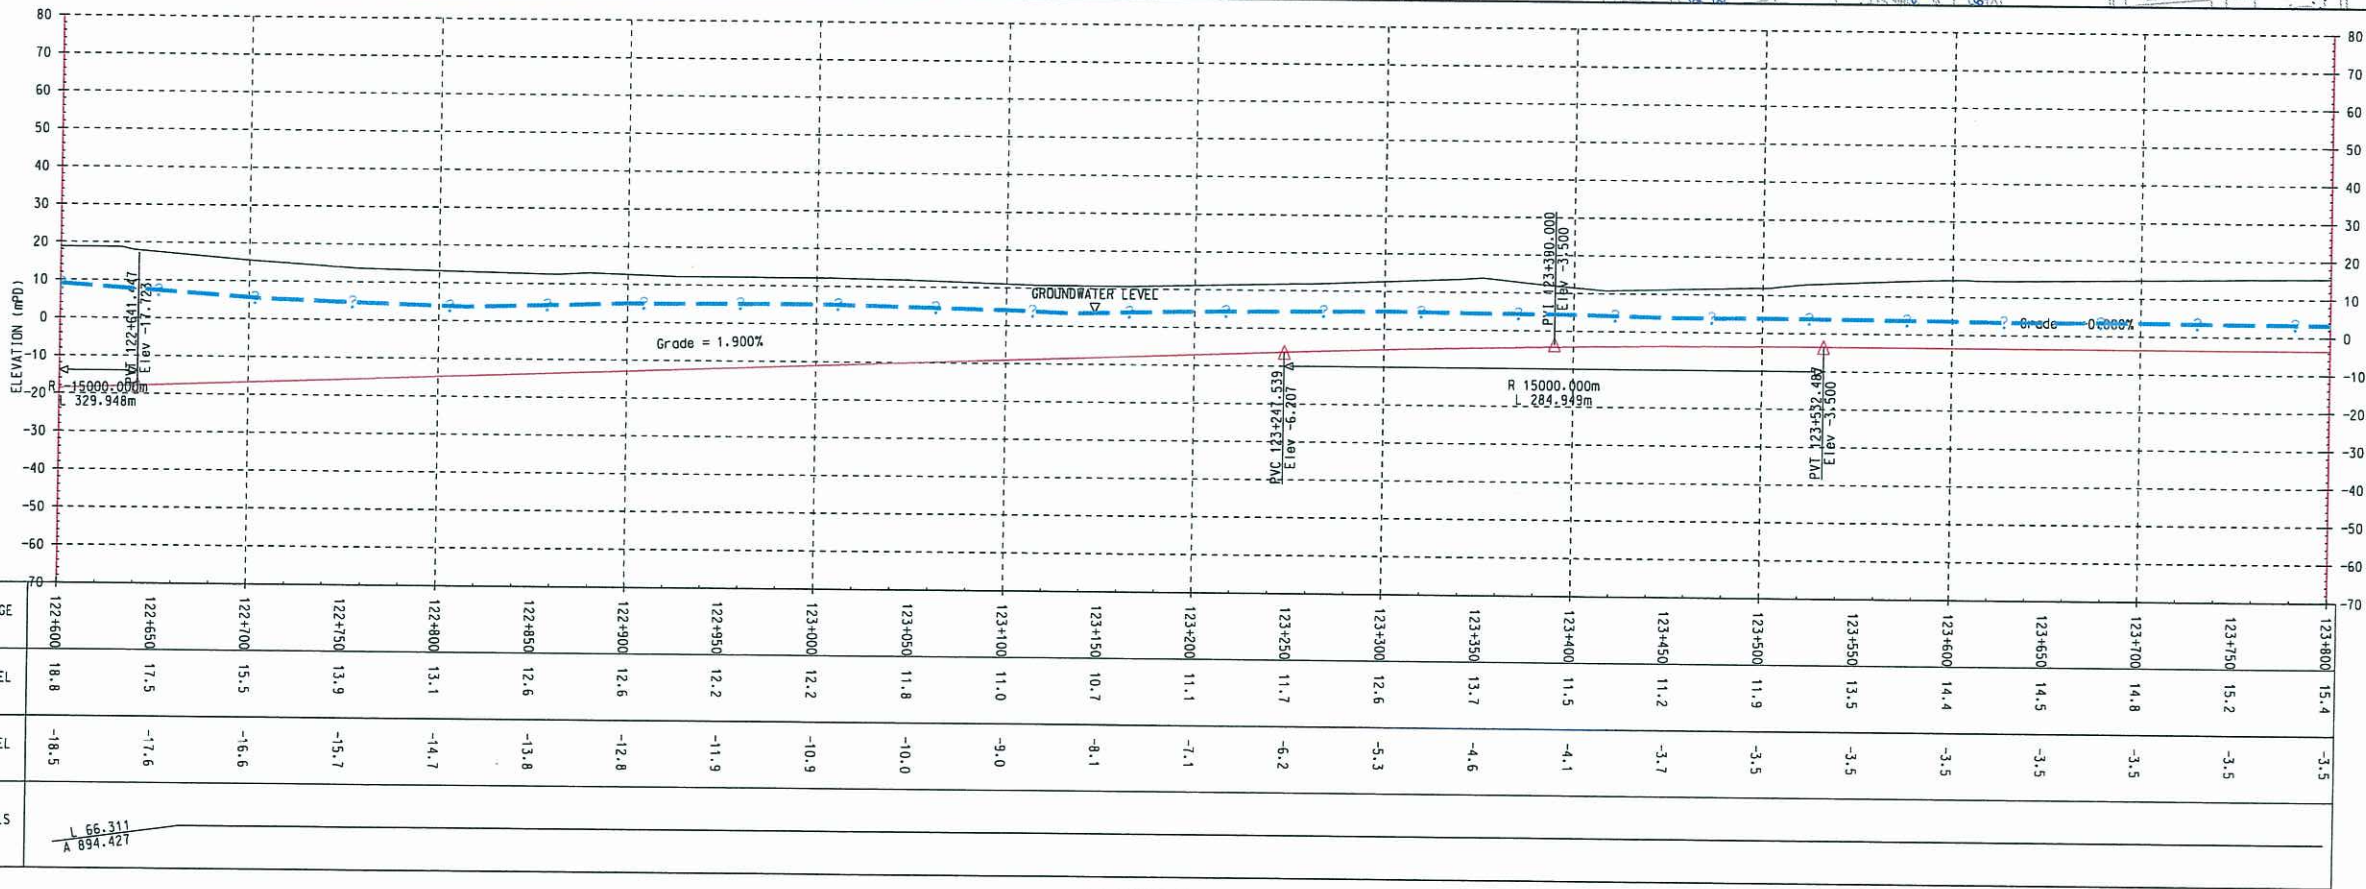 80
70
60
50
40
30
20
10
0
-10
-20
-30
-40
-50
-60
-70
ELEVATION (mPD)
80
70
60
50
40
30
20
10
0
-10
-20
-30
-40
-50
-60
-70
PVT 122+641.447
Elev -17.723
R -15000.000m
L 329.948m
Grade = 1.900%
GROUNDWATER LEVEL
PVC 123+247.539
Elev -6.207
PVI 123+390.000
Elev -3.500
R 15000.000m
L 284.949m
PVT 123+532.487
Elev -3.500
Grade -0.000%
GE 122+600 122+650 122+700 122+750 122+800 122+850 122+900 122+950 123+000 123+050 123+100 123+150 123+200 123+250 123+300 123+350 123+400 123+450 123+500 123+550 123+600 123+650 123+700 123+750 123+800
EL 18.8 17.5 15.5 13.9 13.1 12.6 12.6 12.2 12.2 11.8 11.0 10.7 11.1 11.7 12.6 13.7 11.5 11.2 11.9 13.5 14.4 14.5 14.8 15.2 15.4
EL -18.5 -17.6 -16.6 -15.7 -14.7 -13.8 -12.8 -11.9 -10.9 -10.0 -9.0 -8.1 -7.1 -6.2 -5.3 -4.6 -4.1 -3.7 -3.5 -3.5 -3.5 -3.5 -3.5 -3.5 -3.5
LS
L 66.311
A 894.427